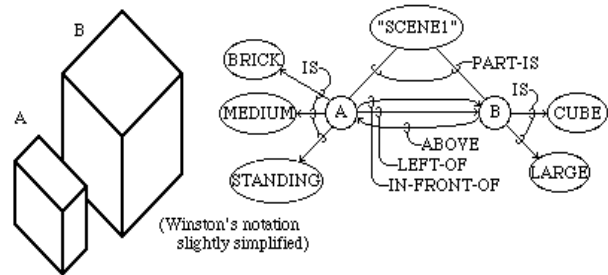 B
"SCENE1"
BRICK
IS
PART-IS
IS
A
MEDIUM
A
B
CUBE
ABOVE
LEFT-OF
STANDING
IN-FRONT-OF
LARGE
(Winston's notation
slightly simplified)